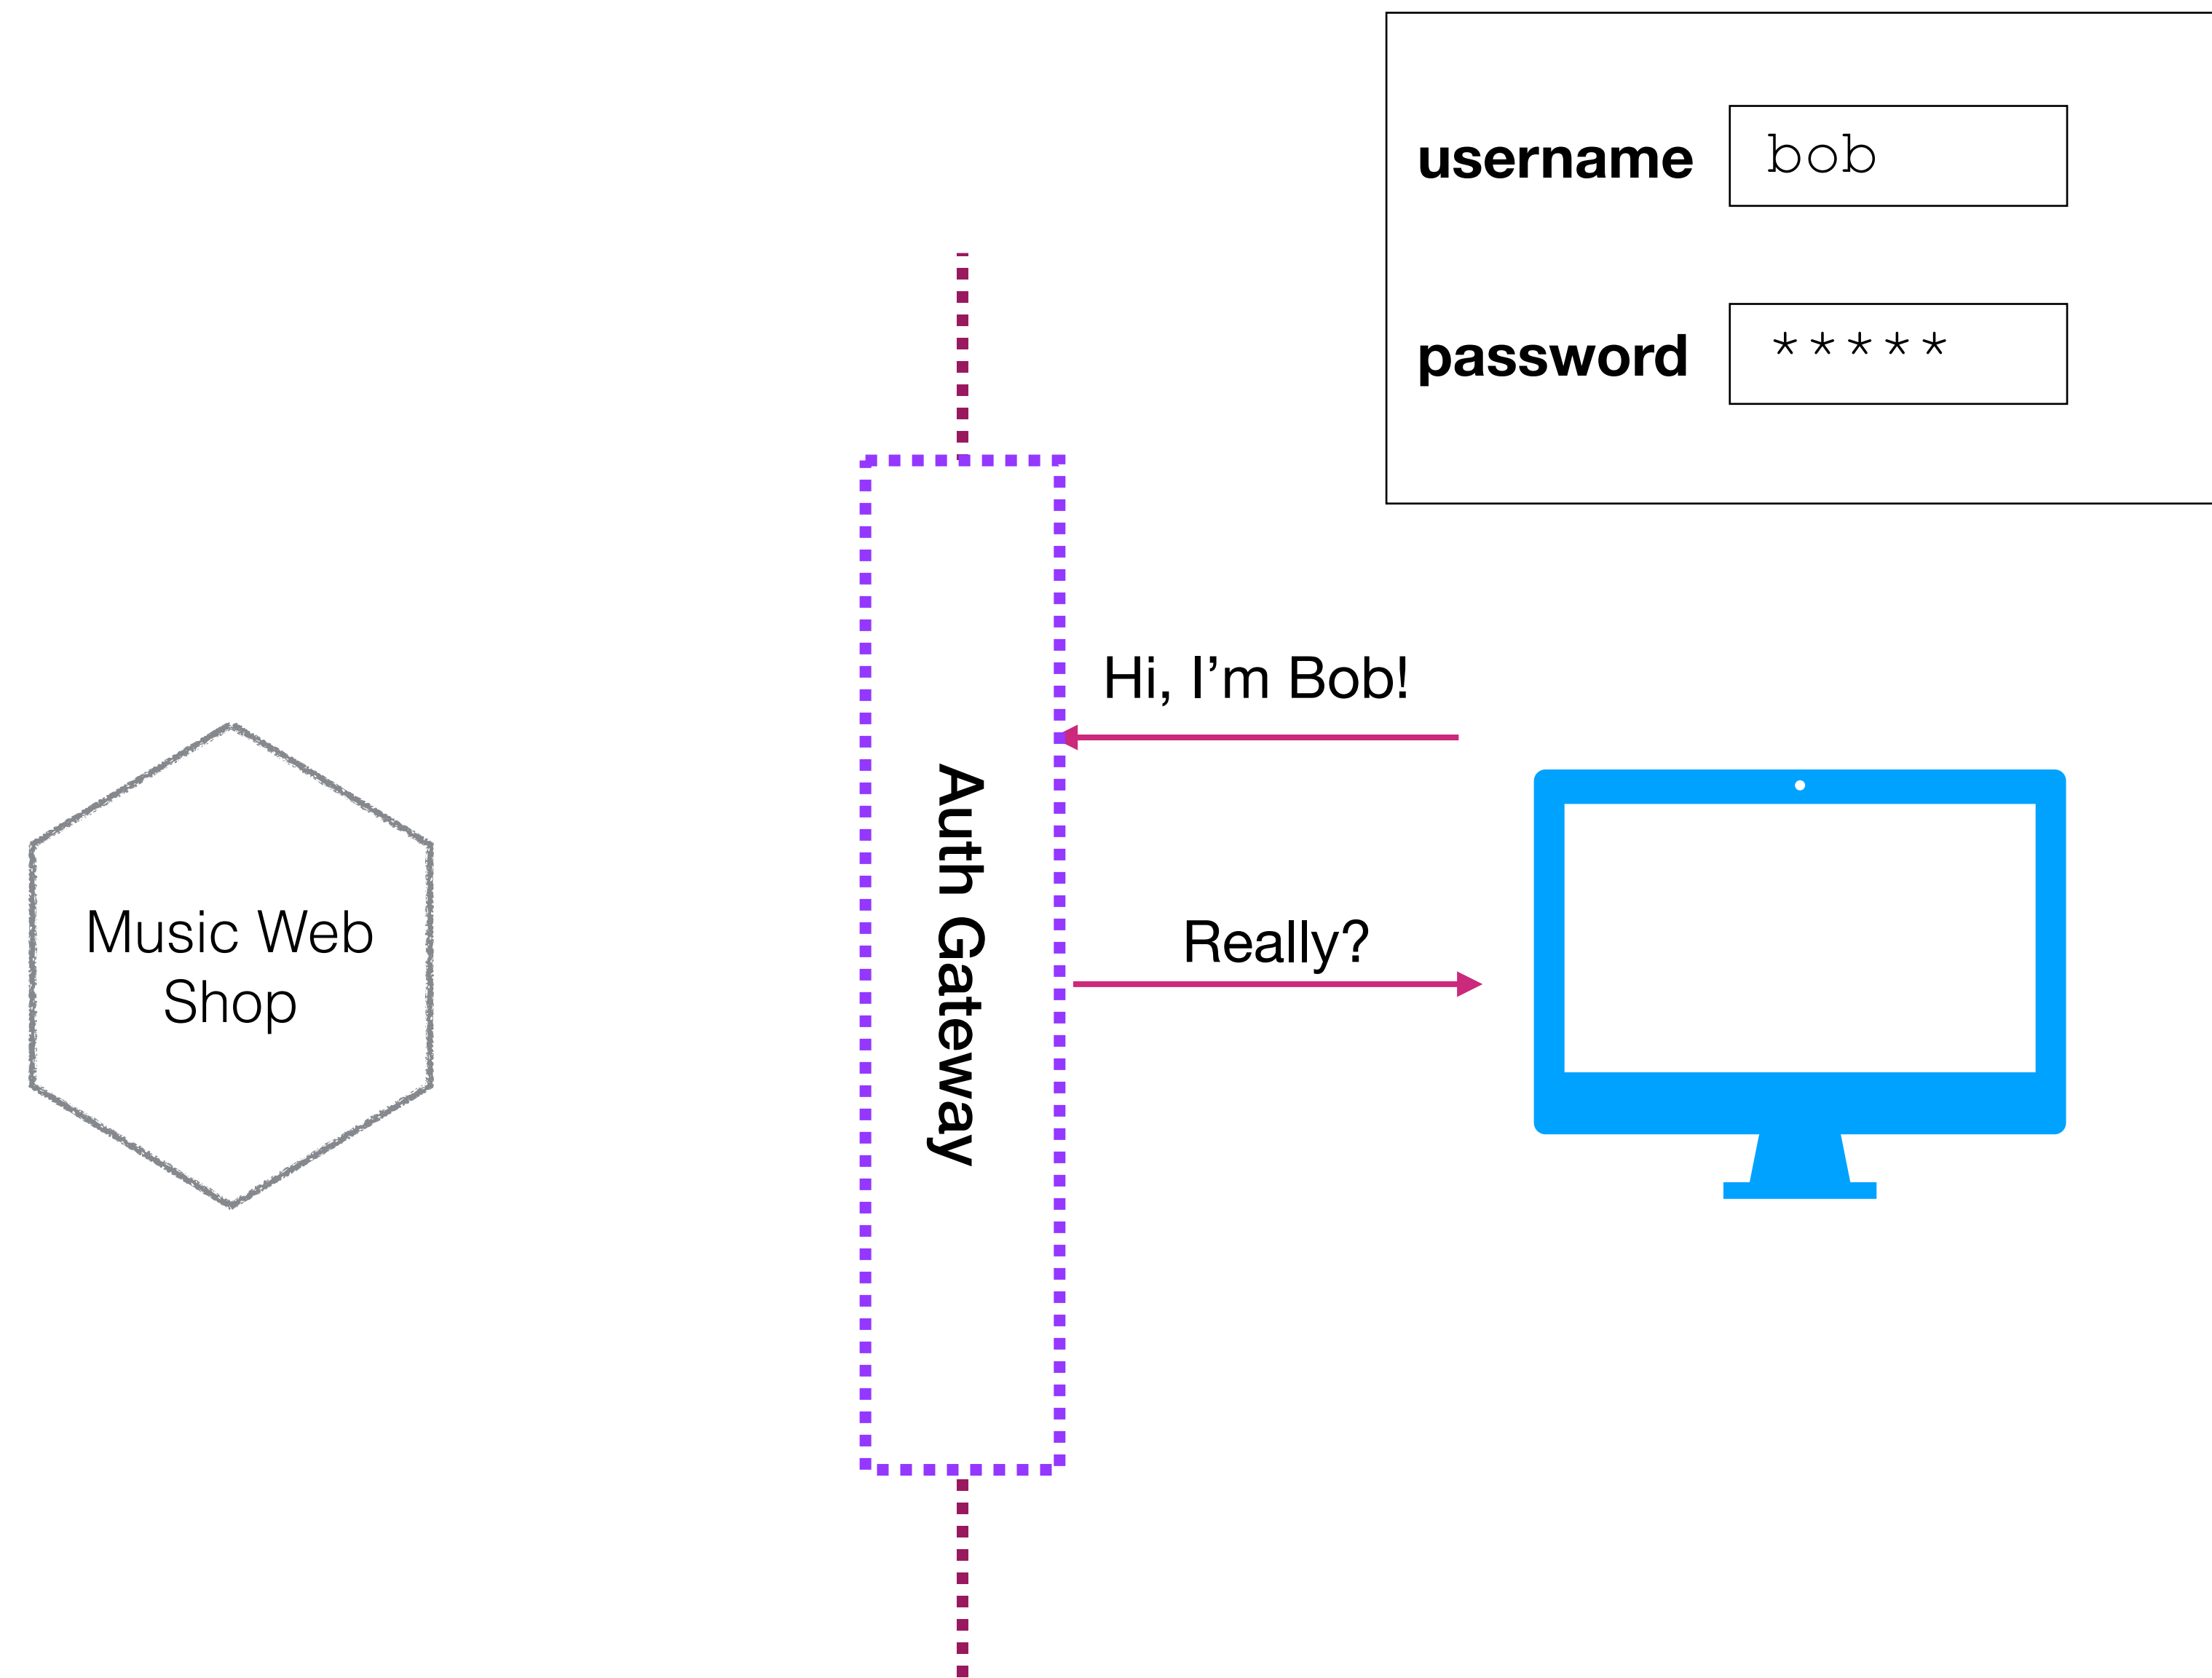 username bob
password *****
Hi, I’m Bob!
Auth Gateway
Really?
Music Web
Shop